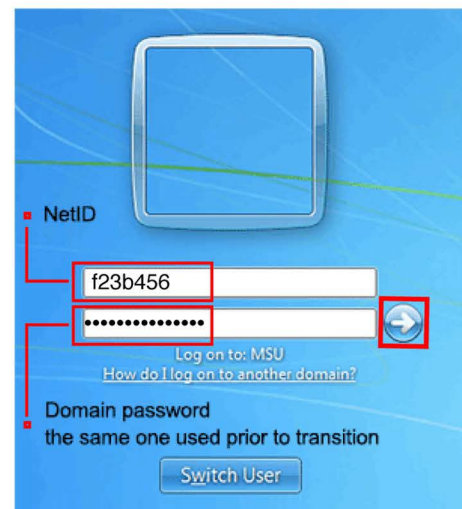 NetID
f23b456
•••••••••••••••
Log on to: MSU
How do I log on to another domain?
Domain password
the same one used prior to transition
Switch User